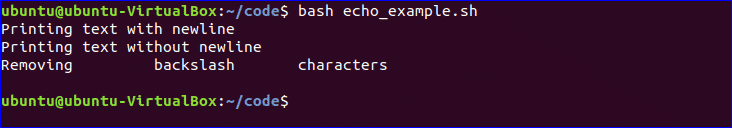 ubuntu@ubuntu-VirtualBox:~/code$ bash echo_example.sh
Printing text with newline
Printing text without newline
Removing         backslash       characters
ubuntu@ubuntu-VirtualBox:~/code$